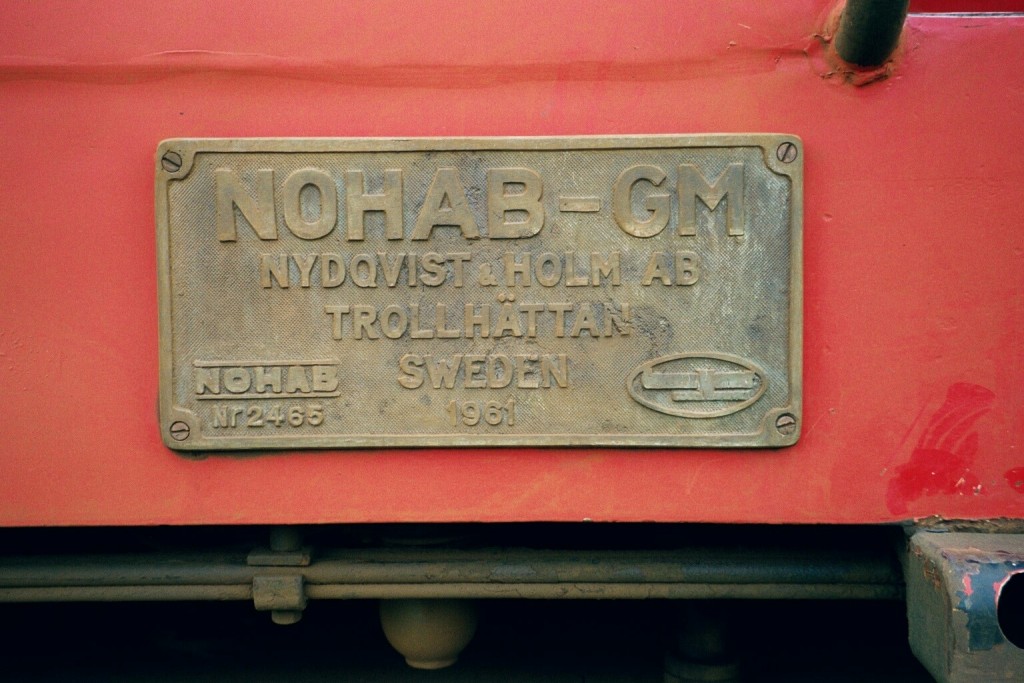 NOHAB-GM
NYDQVIST & HOLM AB
TROLLHÄTTAN
SWEDEN
NOHAB
Nr 2465
1961